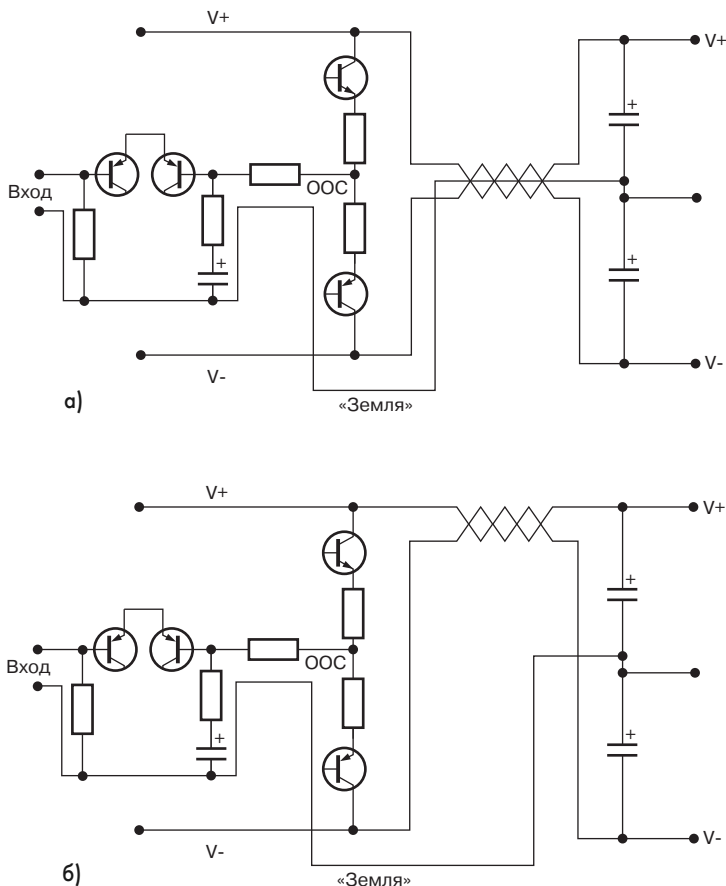 V+
V+
+
Вход
ООС
+
+
V-
V-
а)
«Земля»
V+
V+
+
Вход
ООС
+
+
V-
V-
б)
«Земля»